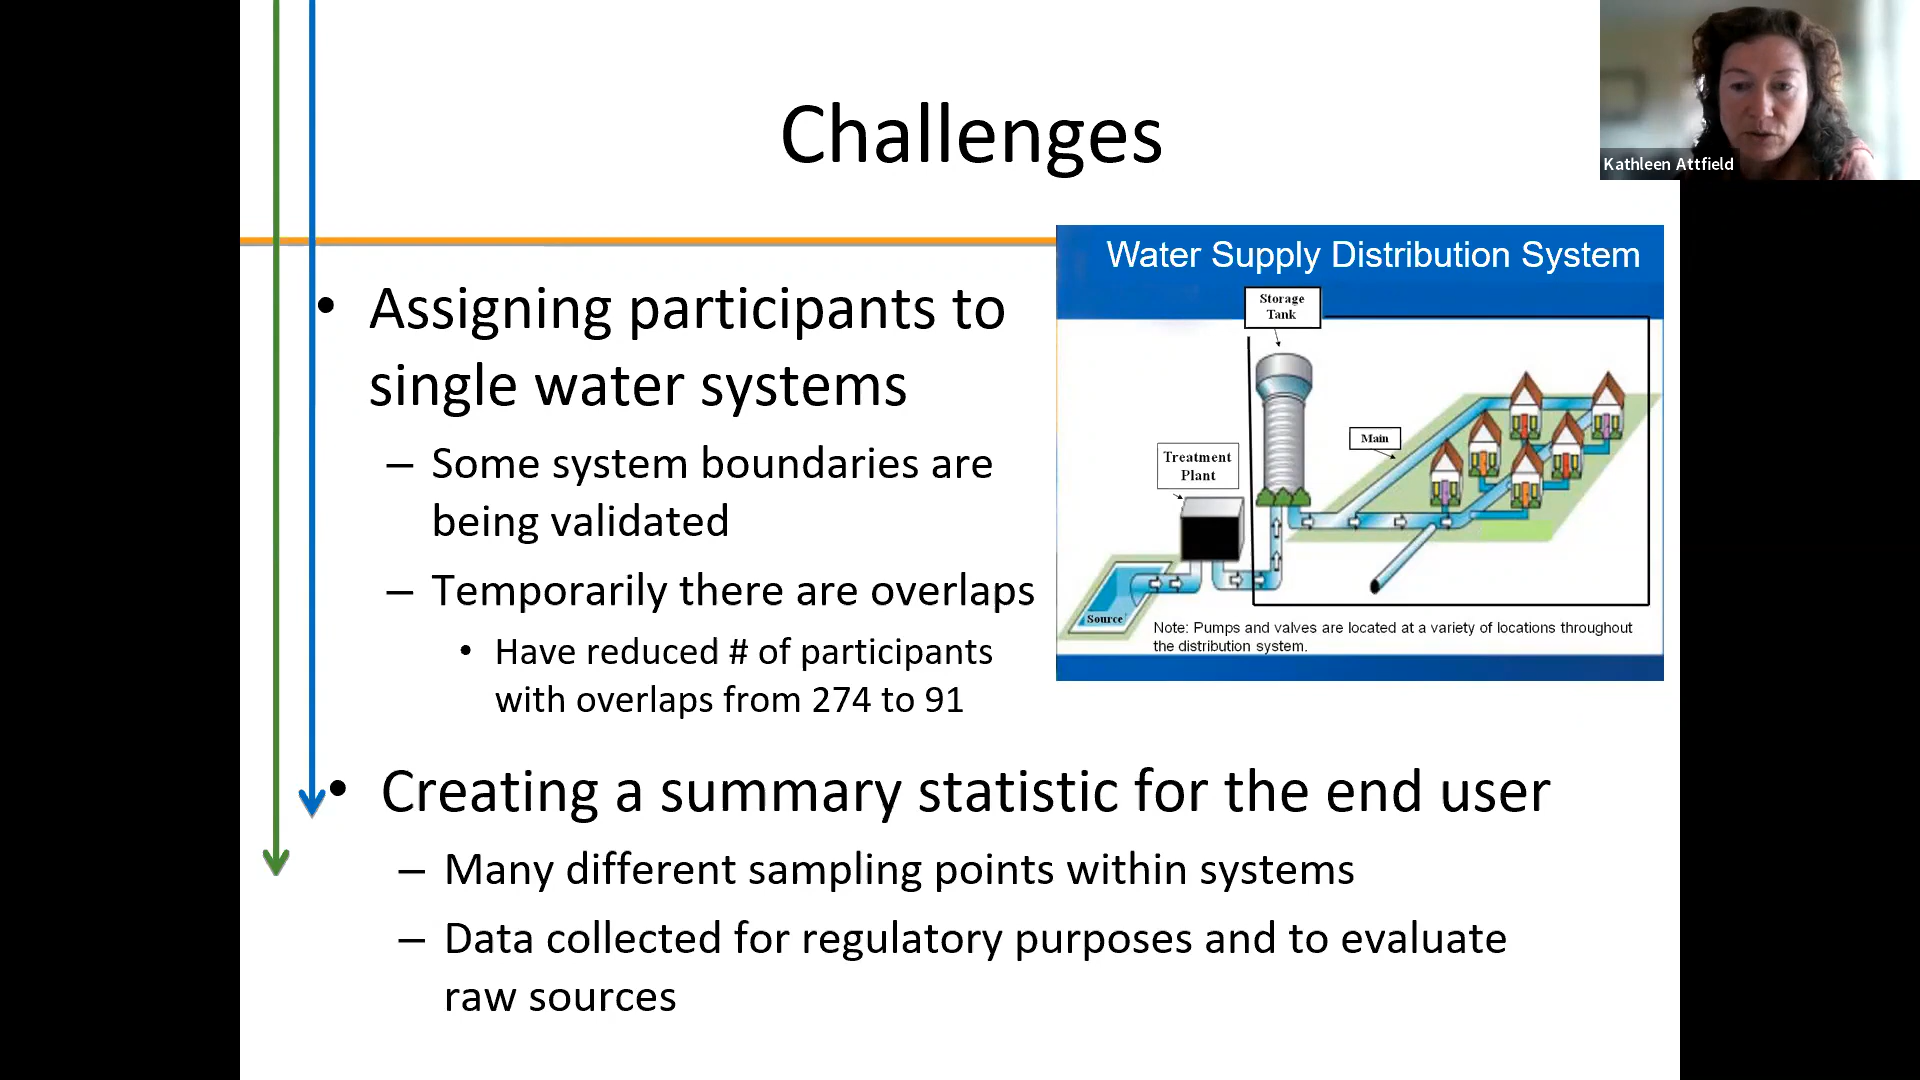 Challenges
Kathleen Attfield
• Assigning participants to
single water systems
– Some system boundaries are
being validated
– Temporarily there are overlaps
• Have reduced # of participants
with overlaps from 274 to 91
Water Supply Distribution System
Storage
Tank
Main
Treatment
Plant
Source
Note: Pumps and valves are located at a variety of locations throughout
the distribution system.
• Creating a summary statistic for the end user
– Many different sampling points within systems
– Data collected for regulatory purposes and to evaluate
raw sources